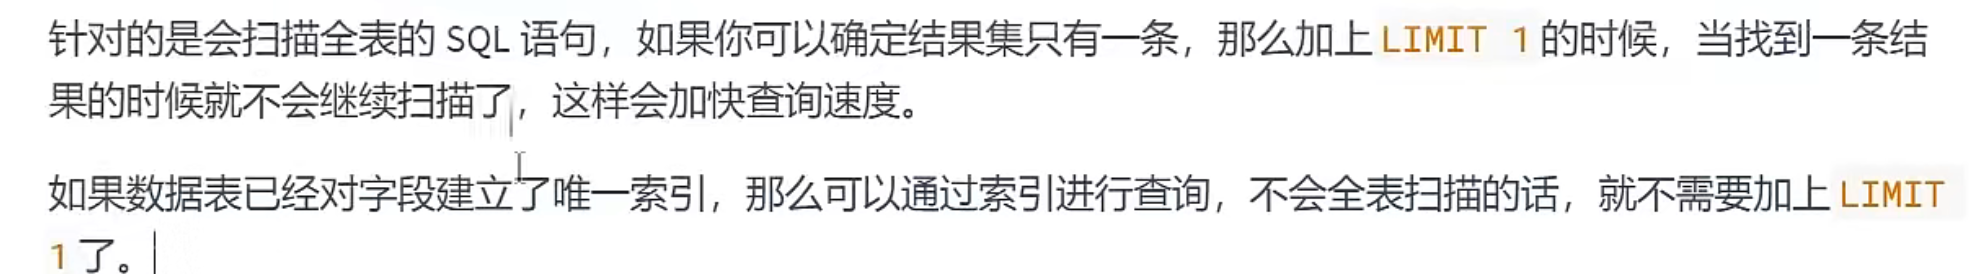 针对的是会扫描全表的 SQL 语句，如果你可以确定结果集只有一条，那么加上 LIMIT 1 的时候，当找到一条结
果的时候就不会继续扫描了，这样会加快查询速度。
如果数据表已经对字段建立了唯一索引，那么可以通过索引进行查询，不会全表扫描的话，就不需要加上 LIMIT
1 了。